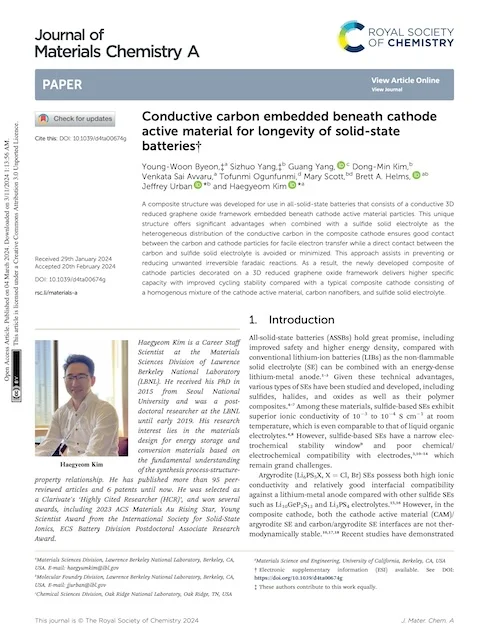 Journal of
Materials Chemistry A
ROYAL SOCIETY
OF CHEMISTRY
PAPER
View Article Online
View Journal
Check for updates
Cite this: DOI: 10.1039/d4ta00674g
Conductive carbon embedded beneath cathode
active material for longevity of solid-state
batteries†
Young-Woon Byeon,‡a Sizhuo Yang,‡b Guang Yang, c Dong-Min Kim,b
Venkata Sai Avvaru,a Tofunmi Ogunfunmi,d Mary Scott,bd Brett A. Helms, ab
Jeffrey Urban *b and Haegyeom Kim *a
A composite structure was developed for use in all-solid-state batteries that consists of a conductive 3D
reduced graphene oxide framework embedded beneath cathode active material particles. This unique
structure offers significant advantages when combined with a sulfide solid electrolyte as the
heterogeneous distribution of the conductive carbon in the composite cathode ensures good contact
between the carbon and cathode particles for facile electron transfer while a direct contact between the
carbon and sulfide solid electrolyte is avoided or minimized. This approach assists in preventing or
reducing unwanted irreversible faradaic reactions. As a result, the newly developed composite of
cathode particles decorated on a 3D reduced graphene oxide framework delivers higher specific
capacity with improved cycling stability compared with a typical composite consisting of
a homogenous mixture of the cathode active material, carbon nanofibers, and sulfide solid electrolyte.
Received 29th January 2024
Accepted 20th February 2024
DOI: 10.1039/d4ta00674g
rsc.li/materials-a
Open Access Article. Published on 04 March 2024. Downloaded on 3/11/2024 1:13:56 AM.
This article is licensed under a Creative Commons Attribution 3.0 Unported Licence.
Haegyeom Kim
Haegyeom Kim is a Career Staff
Scientist at the Materials
Sciences Division of Lawrence
Berkeley National Laboratory
(LBNL). He received his PhD in
2015 from Seoul National
University and was a post-
doctoral researcher at the LBNL
until early 2019. His research
interest lies in the materials
design for energy storage and
conversion materials based on
the fundamental understanding
of the synthesis process-structure-
property relationship. He has published more than 95 peer-
reviewed articles and 6 patents until now. He was selected as
a Clarivate's 'Highly Cited Researcher (HCR)', and won several
awards, including 2023 ACS Materials Au Rising Star, Young
Scientist Award from the International Society for Solid-State
Ionics, ECS Battery Division Postdoctoral Associate Research
Award.
1. Introduction
All-solid-state batteries (ASSBs) hold great promise, including
improved safety and higher energy density, compared with
conventional lithium-ion batteries (LIBs) as the non-flammable
solid electrolyte (SE) can be combined with an energy-dense
lithium-metal anode.1–3 Given these technical advantages,
various types of SEs have been studied and developed, including
sulfides, halides, and oxides as well as their polymer
composites.4–7 Among these materials, sulfide-based SEs exhibit
superior ionic conductivity of 10−3 to 10−4 S cm−1 at room
temperature, which is even comparable to that of liquid organic
electrolytes.4,8 However, sulfide-based SEs have a narrow elec-
trochemical stability window9 and poor chemical/
electrochemical compatibility with electrodes,3,10–14 which
remain grand challenges.
Argyrodite (Li6PS5X, X = Cl, Br) SEs possess both high ionic
conductivity and relatively good interfacial compatibility
against a lithium-metal anode compared with other sulfide SEs
such as Li10GeP2S12 and Li3PS4 electrolytes.15,16 However, in the
composite cathode, both the cathode active material (CAM)/
argyrodite SE and carbon/argyrodite SE interfaces are not ther-
modynamically stable.16,17,18 Recent studies have demonstrated
aMaterials Sciences Division, Lawrence Berkeley National Laboratory, Berkeley, CA,
USA. E-mail: haegyumkim@lbl.gov
bMolecular Foundry Division, Lawrence Berkeley National Laboratory, Berkeley, CA,
USA. E-mail: jjurban@lbl.gov
cChemical Sciences Division, Oak Ridge National Laboratory, Oak Ridge, TN, USA
dMaterials Science and Engineering, University of California, Berkeley, CA, USA
† Electronic supplementary information (ESI) available. See DOI:
https://doi.org/10.1039/d4ta00674g
‡ These authors contribute to this work equally.
This journal is © The Royal Society of Chemistry 2024
J. Mater. Chem. A